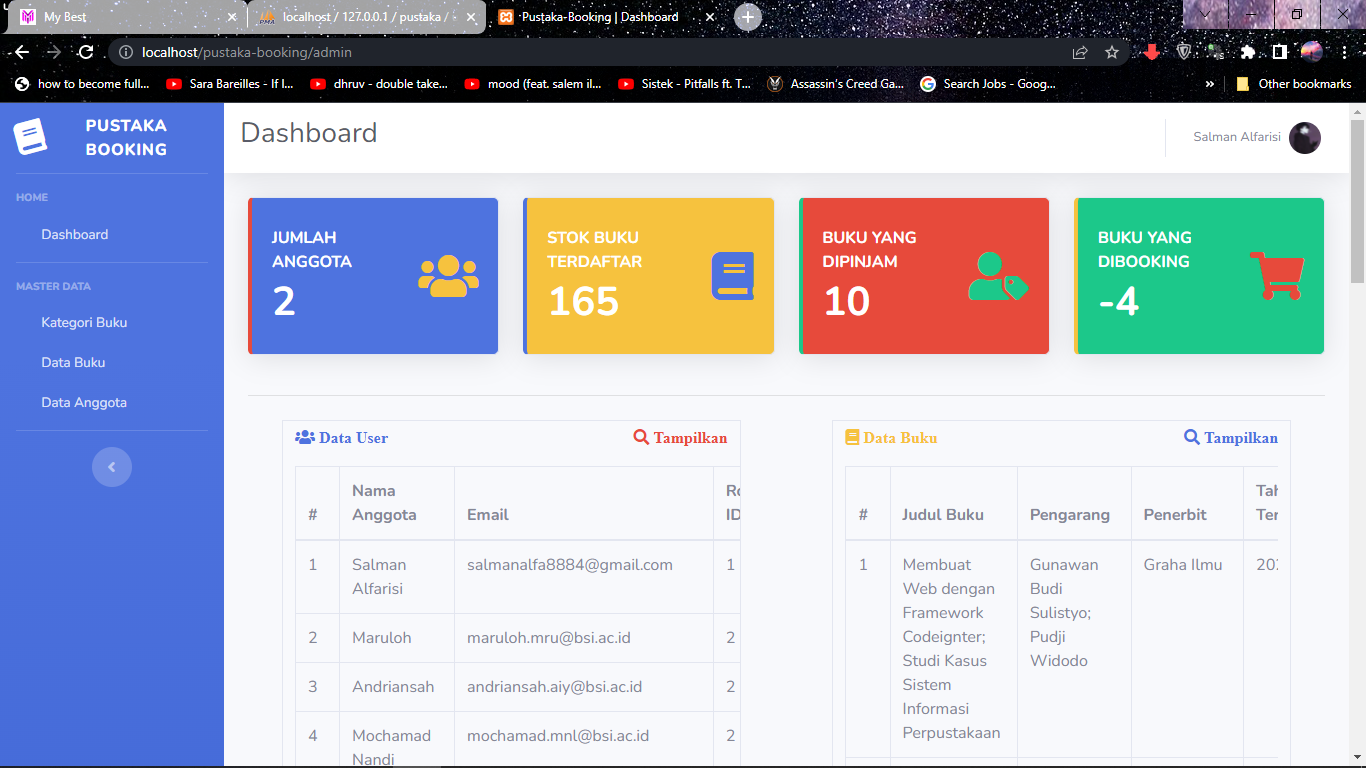 My Best
localhost / 127.0.0.1 / pustaka /
Pustaka-Booking | Dashboard
localhost/pustaka-booking/admin
how to become full...
Sara Bareilles - If I...
dhruv - double take...
mood (feat. salem il...
Sistek - Pitfalls ft. T...
Assassin's Creed Ga...
Search Jobs - Goog...
»
Other bookmarks
PUSTAKA
BOOKING
Dashboard
Salman Alfarisi
HOME
Dashboard
MASTER DATA
Kategori Buku
Data Buku
Data Anggota
JUMLAH
ANGGOTA
2
STOK BUKU
TERDAFTAR
165
BUKU YANG
DIPINJAM
10
BUKU YANG
DIBOOKING
-4
Data User
Tampilkan
#
Nama
Anggota
Email
ID
1
Salman
Alfarisi
salmanalfa8884@gmail.com
1
2
Maruloh
maruloh.mru@bsi.ac.id
2
3
Andriansah
andriansah.aiy@bsi.ac.id
2
4
Mochamad
Nandi
mochamad.mnl@bsi.ac.id
2
Data Buku
Tampilkan
#
Judul Buku
Pengarang
Penerbit
1
Membuat
Web dengan
Framework
Codeignter;
Studi Kasus
Sistem
Informasi
Perpustakaan
Gunawan
Budi
Sulistyo;
Pudji
Widodo
Graha Ilmu